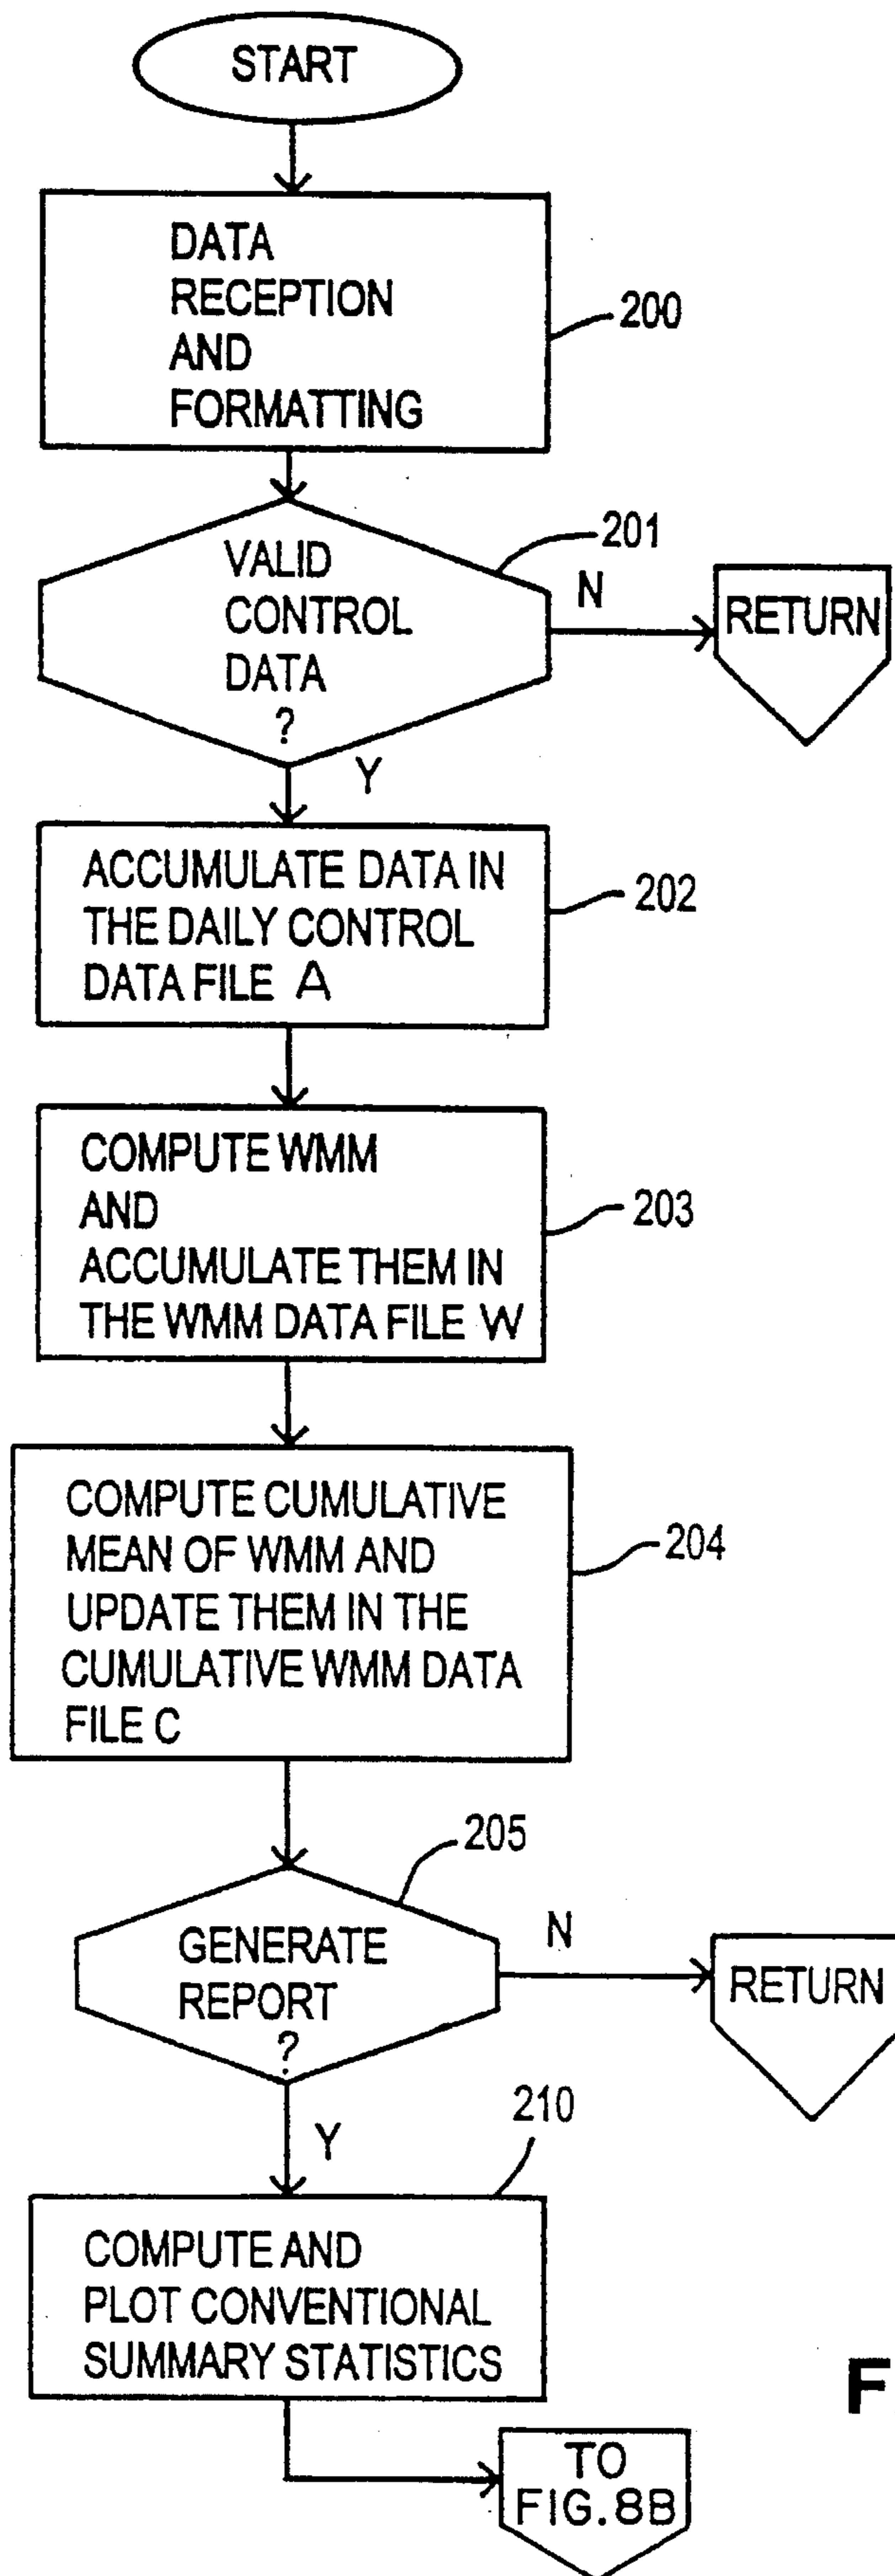 START
DATA
RECEPTION
AND
FORMATTING
200
201
VALID
CONTROL
DATA
?
N
RETURN
Y
ACCUMULATE DATA IN
THE DAILY CONTROL
DATA FILE A
202
COMPUTE WMM
AND
ACCUMULATE THEM IN
THE WMM DATA FILE W
203
COMPUTE CUMULATIVE
MEAN OF WMM AND
UPDATE THEM IN THE
CUMULATIVE WMM DATA
FILE C
204
205
GENERATE
REPORT
?
N
RETURN
Y
210
COMPUTE AND
PLOT CONVENTIONAL
SUMMARY STATISTICS
F
TO
FIG.8B